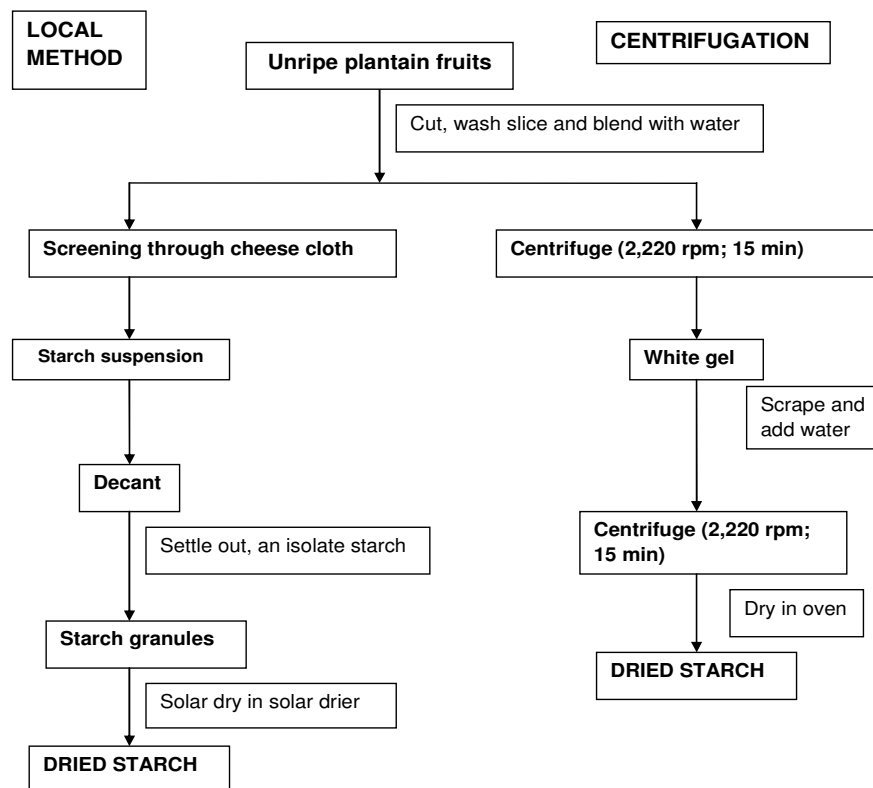 LOCAL
METHOD
Unripe plantain fruits
CENTRIFUGATION
Cut, wash slice and blend with water
Screening through cheese cloth
Centrifuge (2,220 rpm; 15 min)
Starch suspension
White gel
Scrape and
add water
Decant
Centrifuge (2,220 rpm;
15 min)
Settle out, an isolate starch
Dry in oven
Starch granules
DRIED STARCH
Solar dry in solar drier
DRIED STARCH